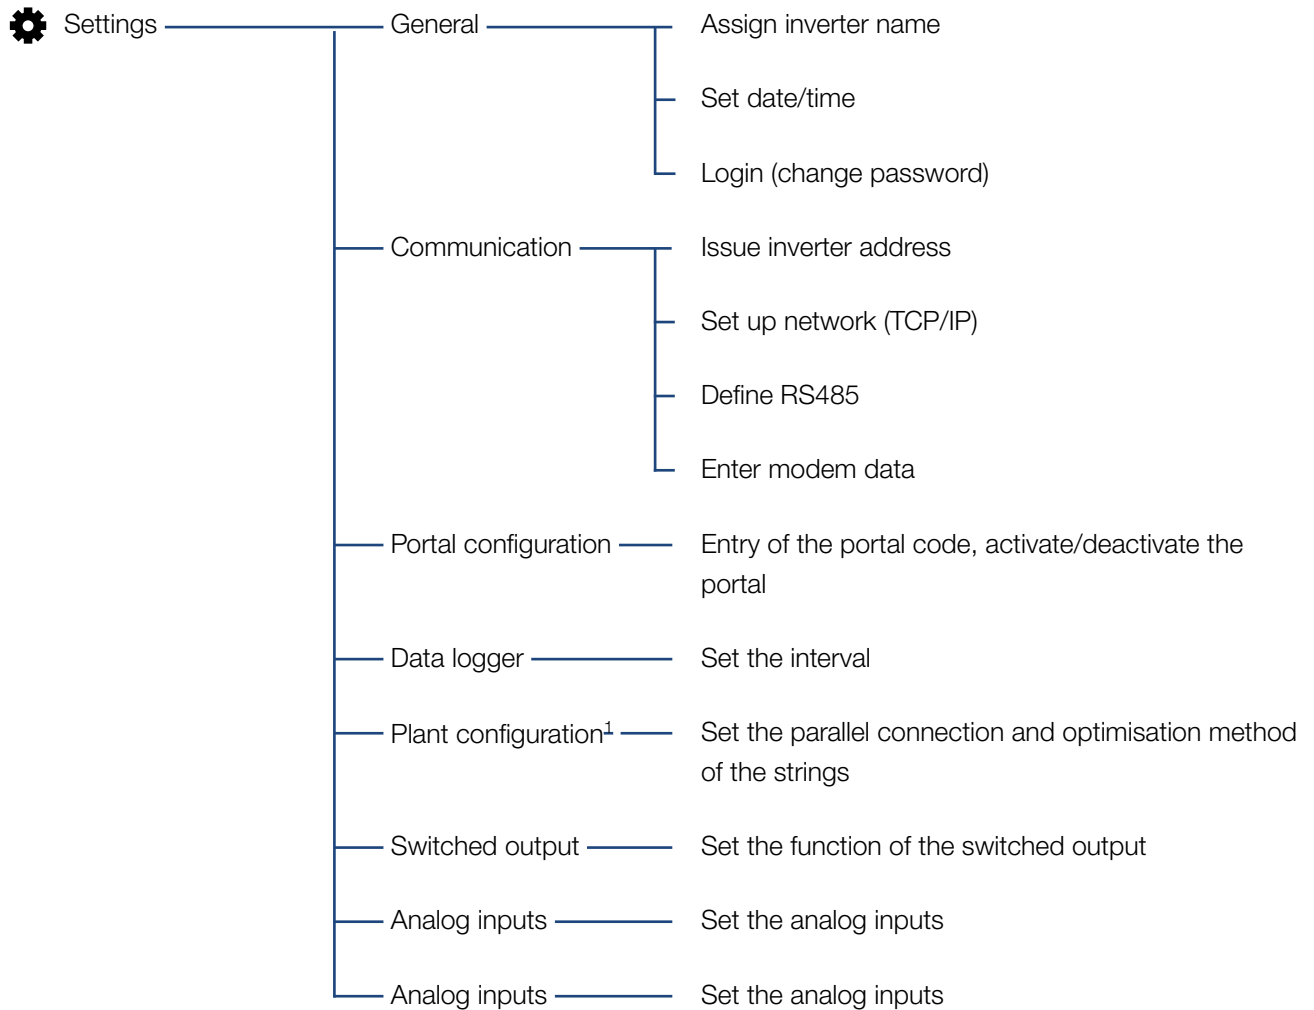 Settings General Assign inverter name
Set date/time
Login (change password)
Communication Issue inverter address
Set up network (TCP/IP)
Define RS485
Enter modem data
Portal configuration Entry of the portal code, activate/deactivate the
portal
Data logger Set the interval
Plant configuration1 Set the parallel connection and optimisation method
of the strings
Switched output Set the function of the switched output
Analog inputs Set the analog inputs
Analog inputs Set the analog inputs